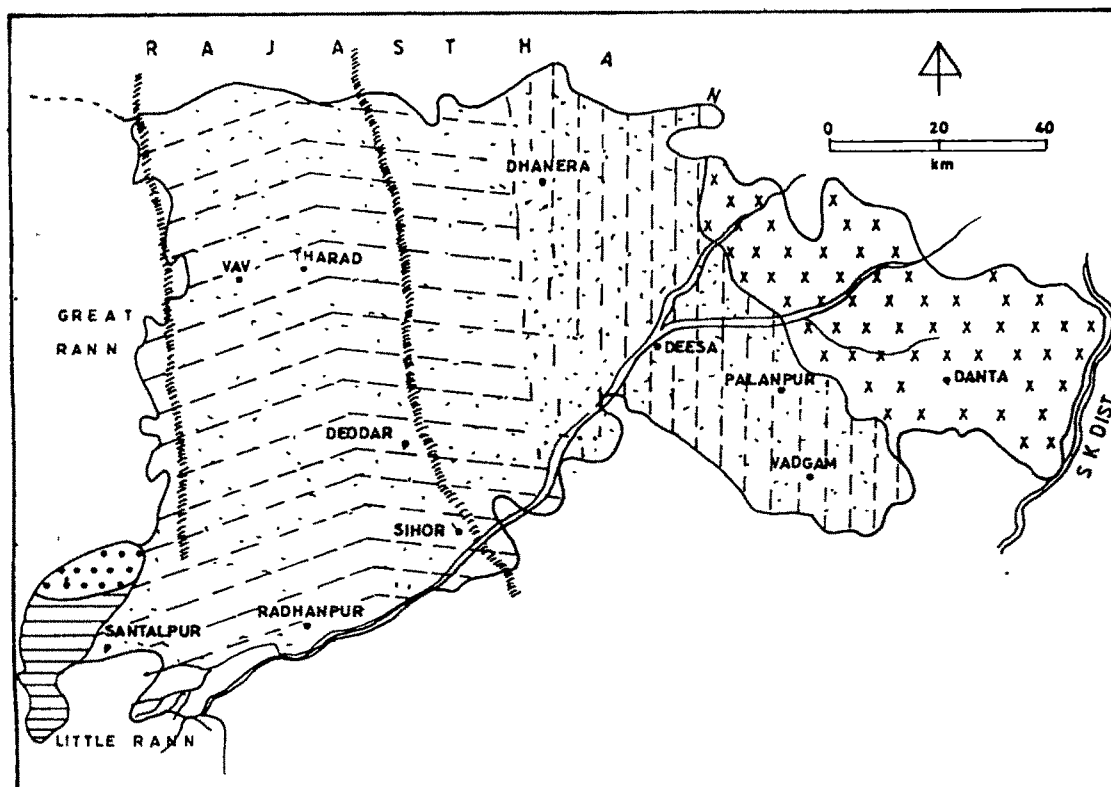 R A J A S T H A N
0 20 40
km
DHANERA
VAV
THARAD
GREAT
RANN
DEESA
PALANPUR
DANTA
DEODAR
VADGAM
S K DIST
SIHOR
RADHANPUR
SANTALPUR
LITTLE RANN